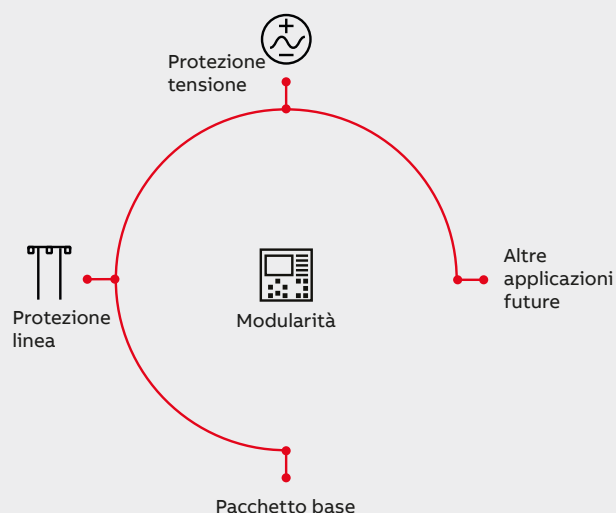 Protezione
tensione
Altre
applicazioni
future
Protezione
linea
Modularità
Pacchetto base